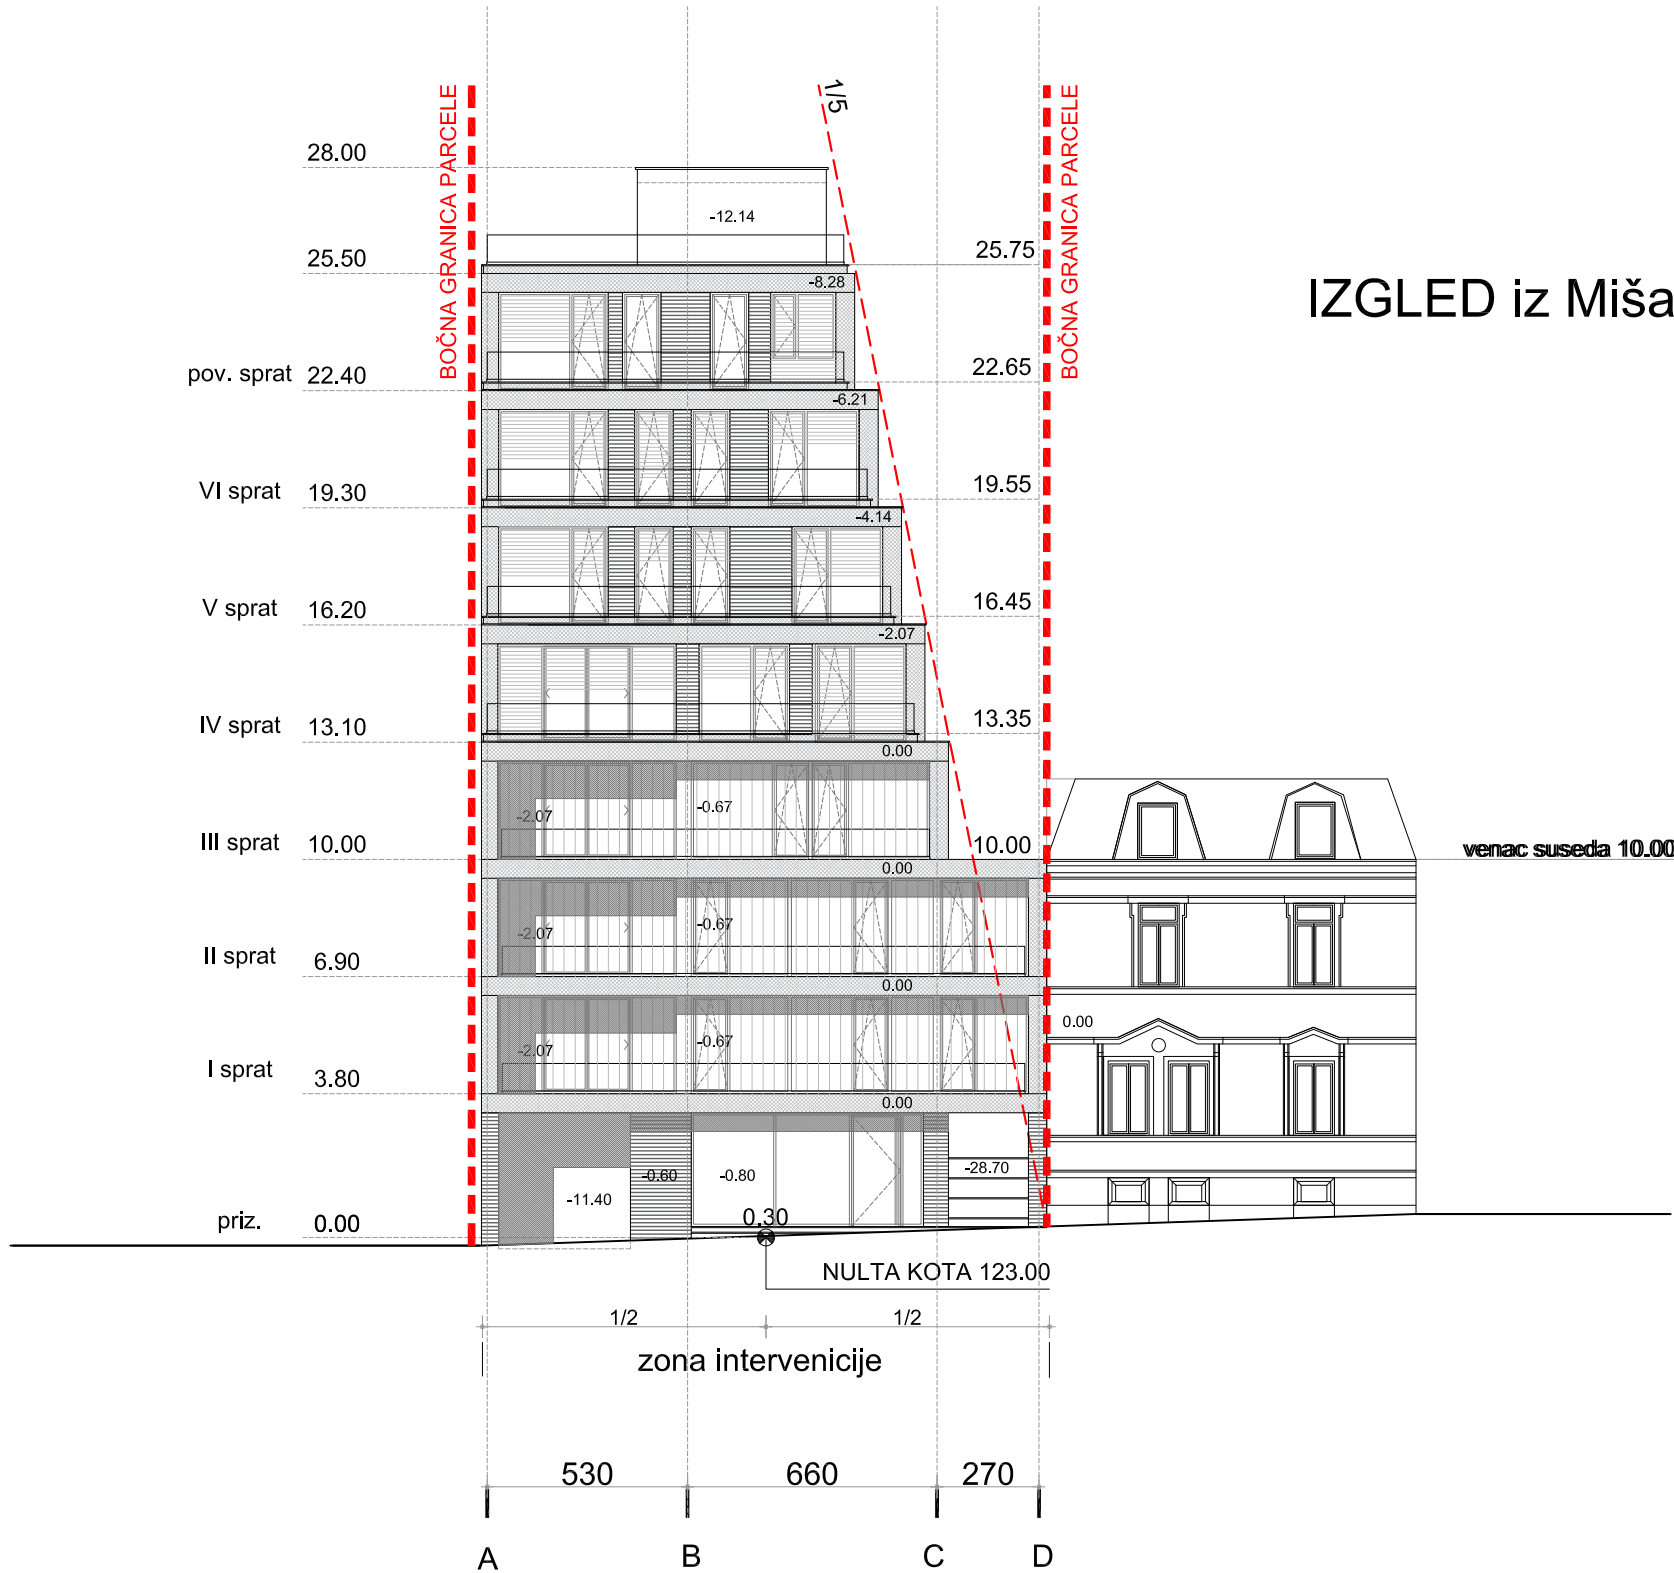 1/5
BOČNA GRANICA PARCELE
BOČNA GRANICA PARCELE
28.00
-12.14
25.50
25.75
-8.28
IZGLED iz Miša
pov. sprat 22.40
22.65
-6.21
VI sprat 19.30
19.55
-4.14
V sprat 16.20
16.45
-2.07
IV sprat 13.10
13.35
0.00
-2.07
-0.67
III sprat 10.00
10.00
venac suseda 10.00
0.00
-2.07
-0.67
II sprat 6.90
0.00
0.00
-2.07
-0.67
I sprat 3.80
0.00
-11.40
-0.60
-0.80
-28.70
priz. 0.00
0.30
NULTA KOTA 123.00
1/2 1/2
zona intervenicije
530 660 270
A B C D